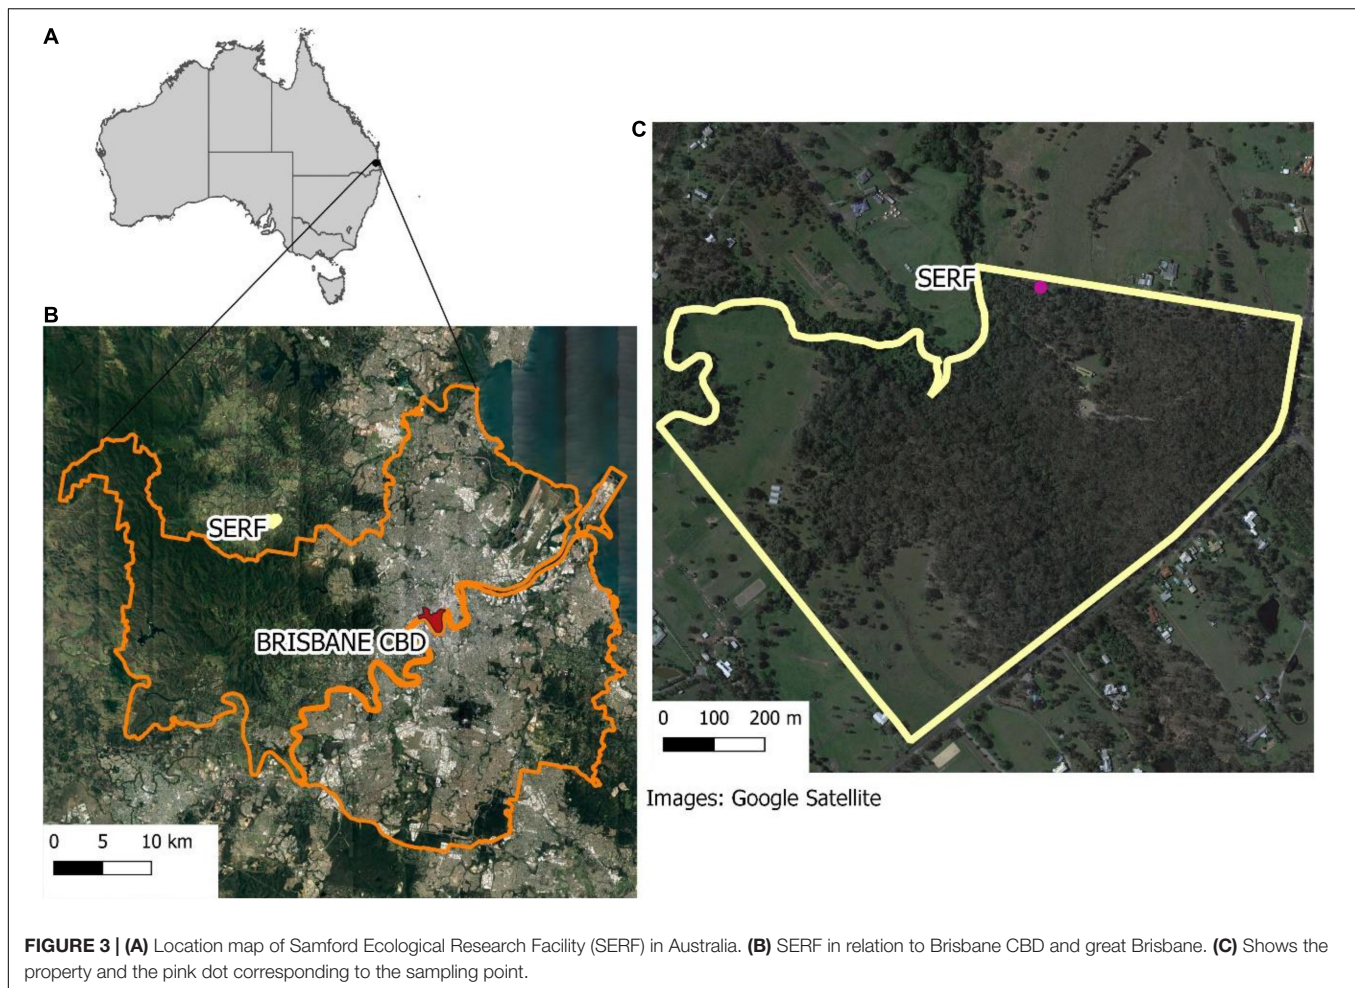 A
B
SERF
BRISBANE CBD
0 5 10 km
C
SERF
0 100 200 m
Images: Google Satellite
FIGURE 3 | (A) Location map of Samford Ecological Research Facility (SERF) in Australia. (B) SERF in relation to Brisbane CBD and great Brisbane. (C) Shows the
property and the pink dot corresponding to the sampling point.